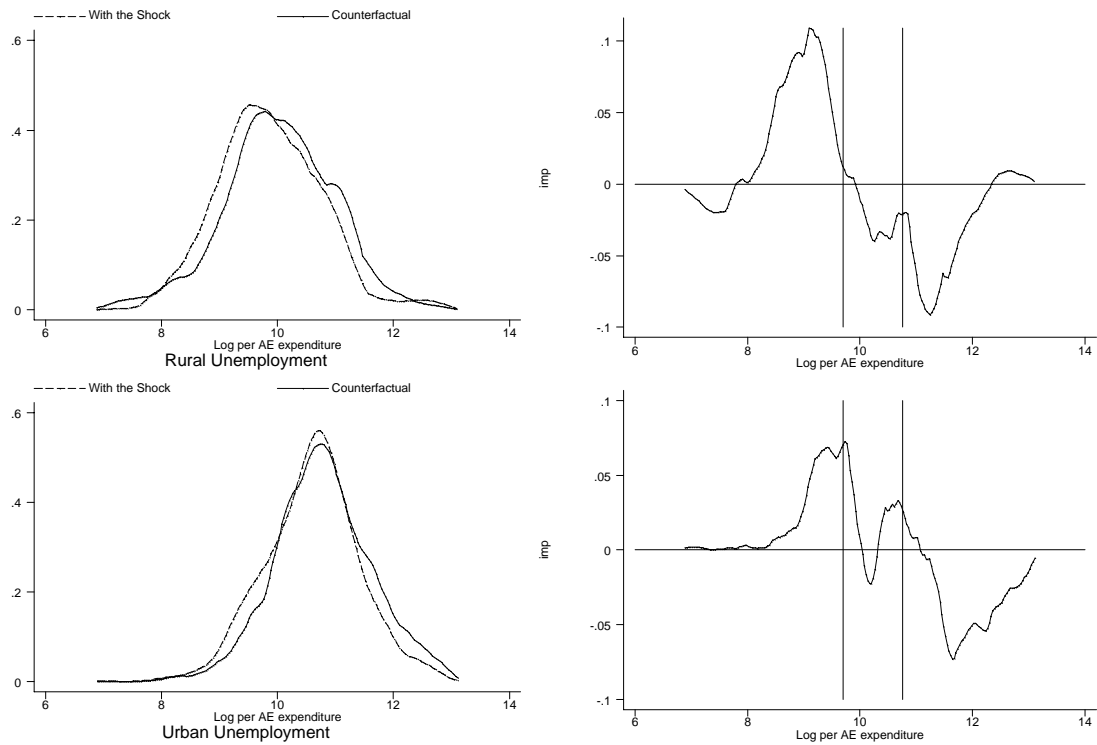 With the Shock Counterfactual
.6
.4
.2
0
6 8 10 12 14
Log per AE expenditure
Rural Unemployment
.1
.05
0
-.05
-.1
imp
6 8 10 12 14
Log per AE expenditure
With the Shock Counterfactual
.6
.4
.2
0
6 8 10 12 14
Log per AE expenditure
Urban Unemployment
.1
.05
0
-.05
-.1
imp
6 8 10 12 14
Log per AE expenditure